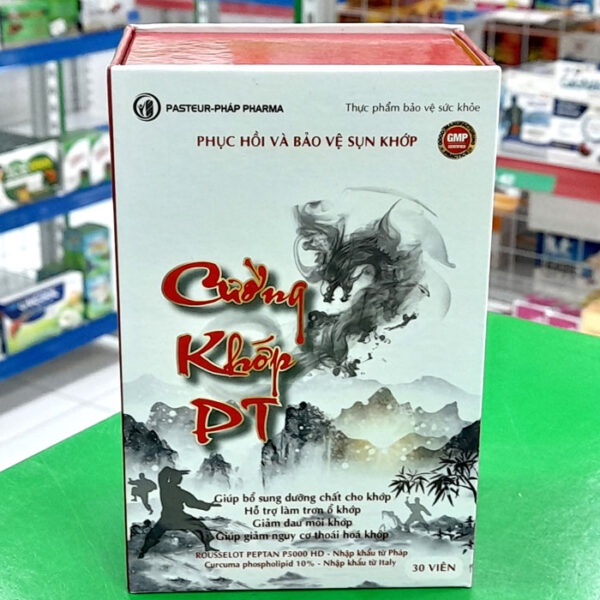 PASTEUR-PHÁP PHARMA
Thực phẩm bảo vệ sức khỏe
PHỤC HỒI VÀ BẢO VỆ SỤN KHỚP
GMP
CERTIFIED
Cường
Khớp
PT
Giúp bổ sung dưỡng chất cho khớp
Hỗ trợ làm trơn ổ khớp
Giảm đau mỏi khớp
Giúp giảm nguy cơ thoái hoá khớp
ROUSSELOT PEPTAN P5000 HD - Nhập khẩu từ Pháp
Curcuma phospholipid 10% - Nhập khẩu từ Italy
30 VIÊN